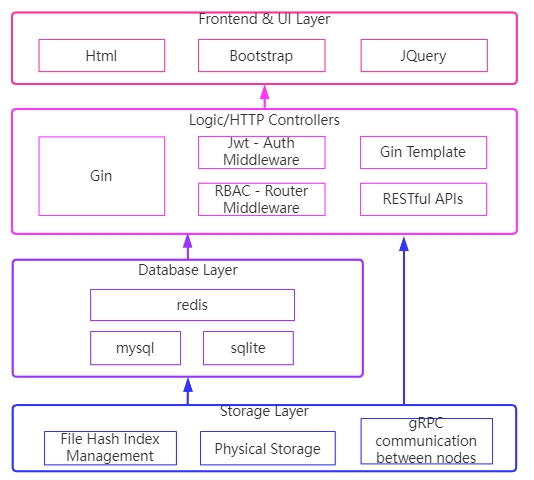 Frontend & UI Layer
Html
Bootstrap
JQuery
Logic/HTTP Controllers
Gin
Jwt - Auth
Middleware
Gin Template
RBAC - Router
Middleware
RESTful APIs
Database Layer
redis
mysql
sqlite
Storage Layer
File Hash Index
Management
Physical Storage
gRPC
communication
between nodes